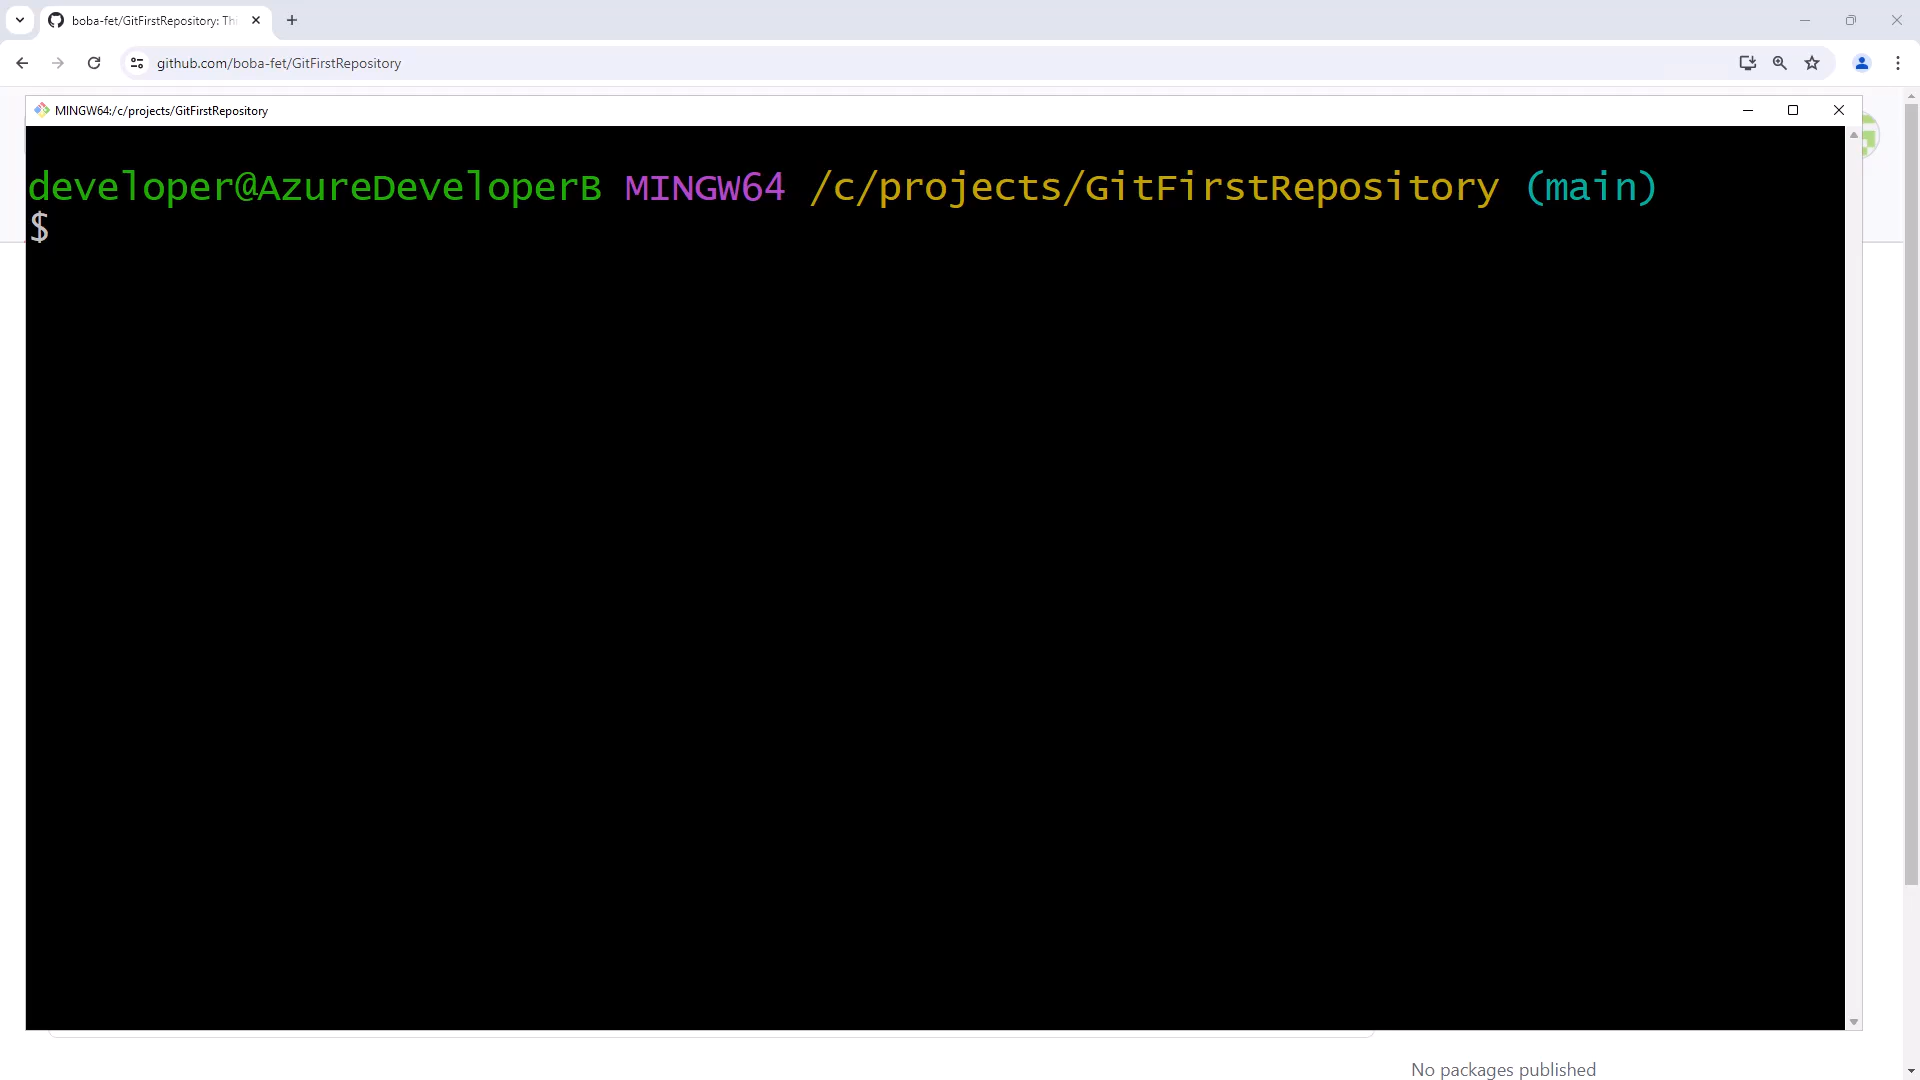 boba-fet/GitFirstRepository: Th
github.com/boba-fet/GitFirstRepository
MINGW64:/c/projects/GitFirstRepository
developer@AzureDeveloperB MINGW64 /c/projects/GitFirstRepository (main)
$
No packages published